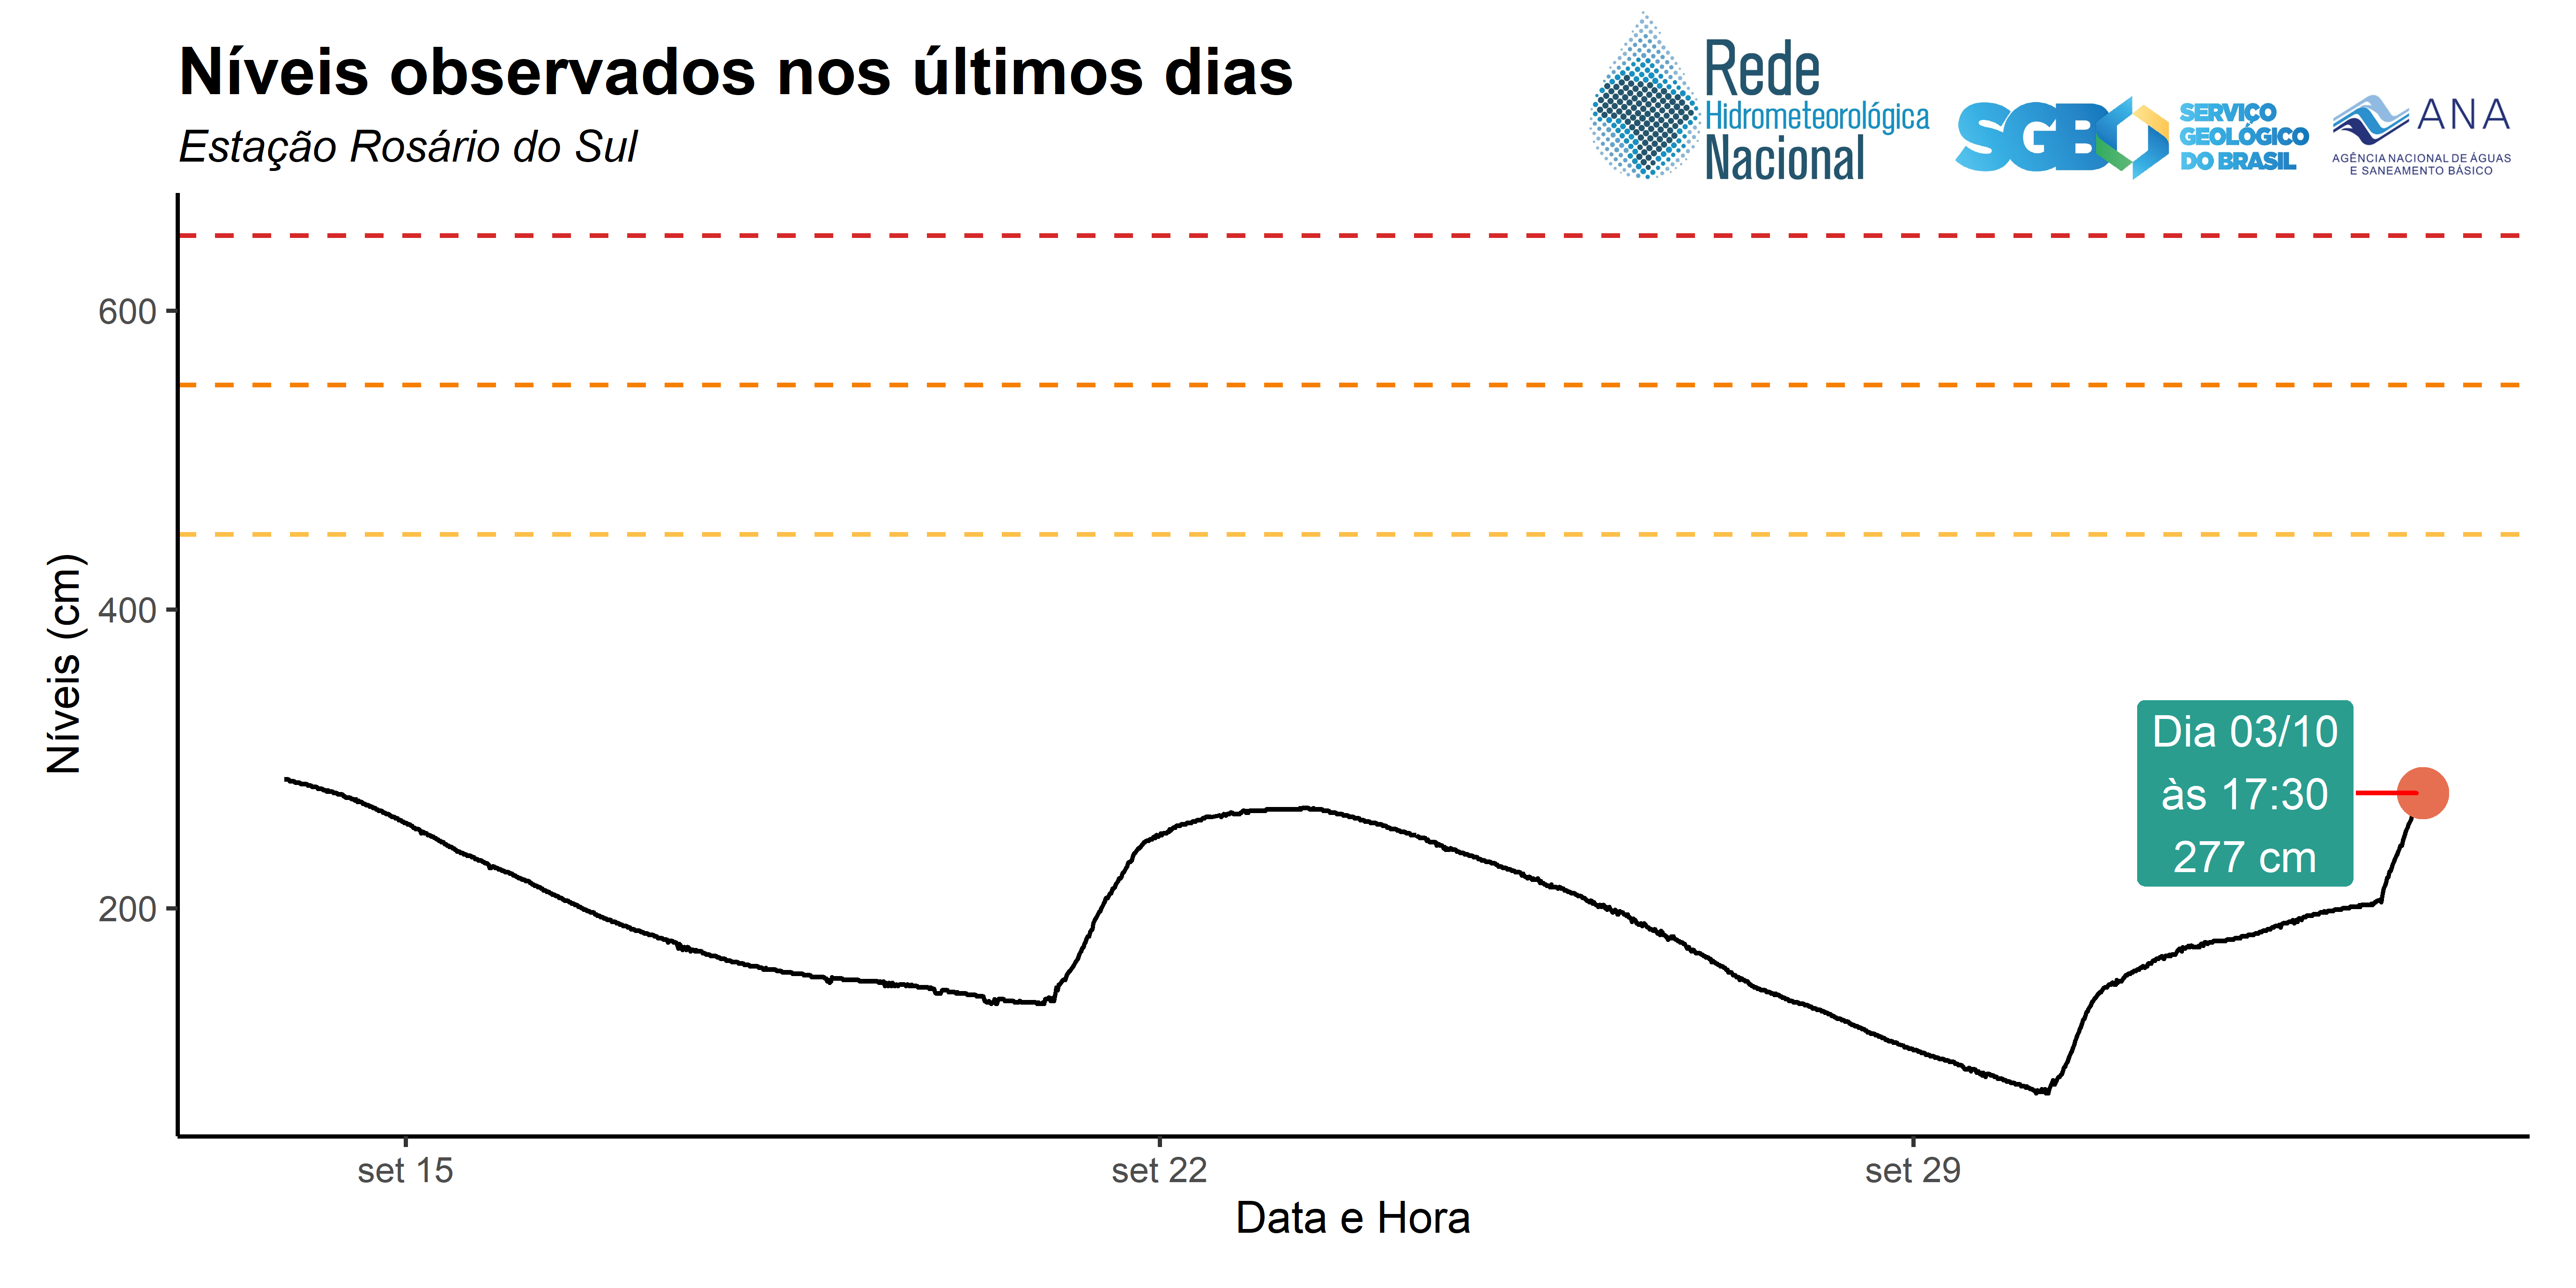 Níveis observados nos últimos dias
Estação Rosário do Sul
Rede
Hidrometeorológica
Nacional
SGB
SERVIÇO
GEOLÓGICO
DO BRASIL
ANA
AGÊNCIA NACIONAL DE ÁGUAS
E SANEAMENTO BÁSICO
Níveis (cm)
600
400
200
Dia 03/10
às 17:30
277 cm
set 15
set 22
set 29
Data e Hora